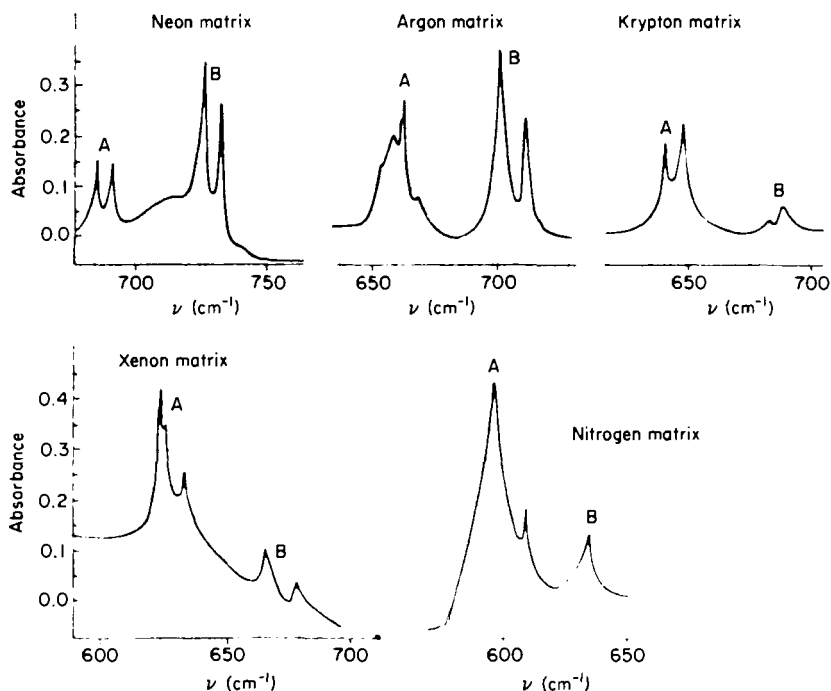 Neon matrix
Argon matrix
Krypton matrix
Absorbance
0.3
0.2
0.1
0.0
A
B
A
B
A
B
700
750
650
700
650
700
ν (cm⁻¹)
ν (cm⁻¹)
ν (cm⁻¹)
Xenon matrix
Nitrogen matrix
Absorbance
0.4
0.3
0.2
0.1
0.0
A
B
A
B
600
650
700
600
650
ν (cm⁻¹)
ν (cm⁻¹)